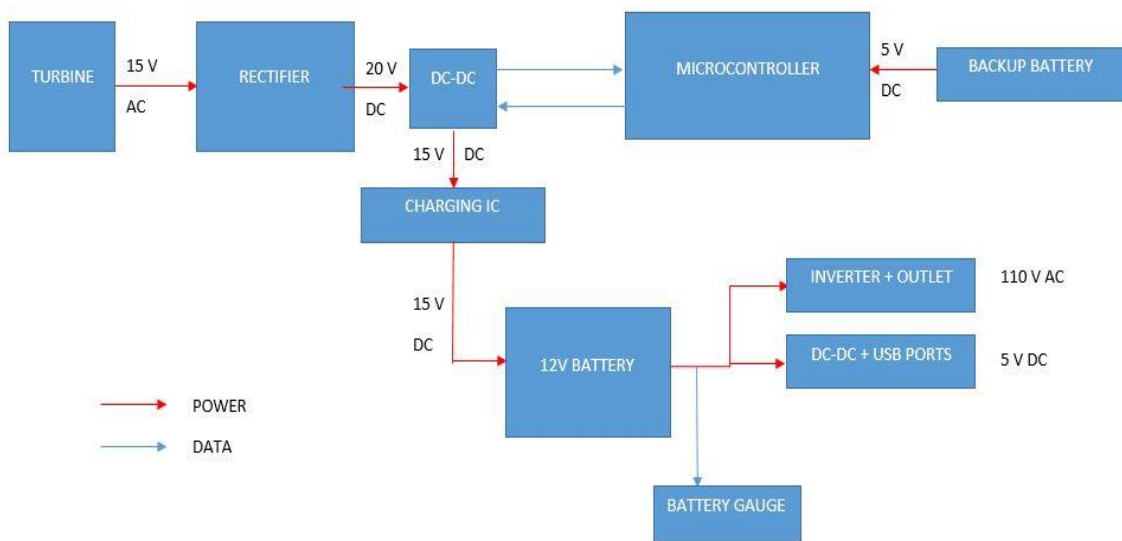 TURBINE
15 V
AC
RECTIFIER
20 V
DC
DC-DC
MICROCONTROLLER
5 V
DC
BACKUP BATTERY
15 V DC
CHARGING IC
15 V
DC
12V BATTERY
INVERTER + OUTLET
110 V AC
DC-DC + USB PORTS
5 V DC
POWER
DATA
BATTERY GAUGE